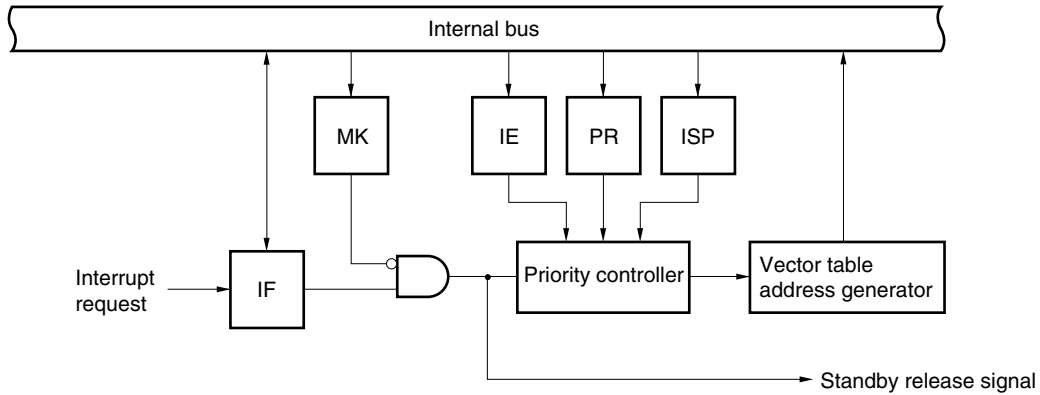 Internal bus
MK
IE
PR
ISP
Interrupt
request
IF
Priority controller
Vector table
address generator
Standby release signal